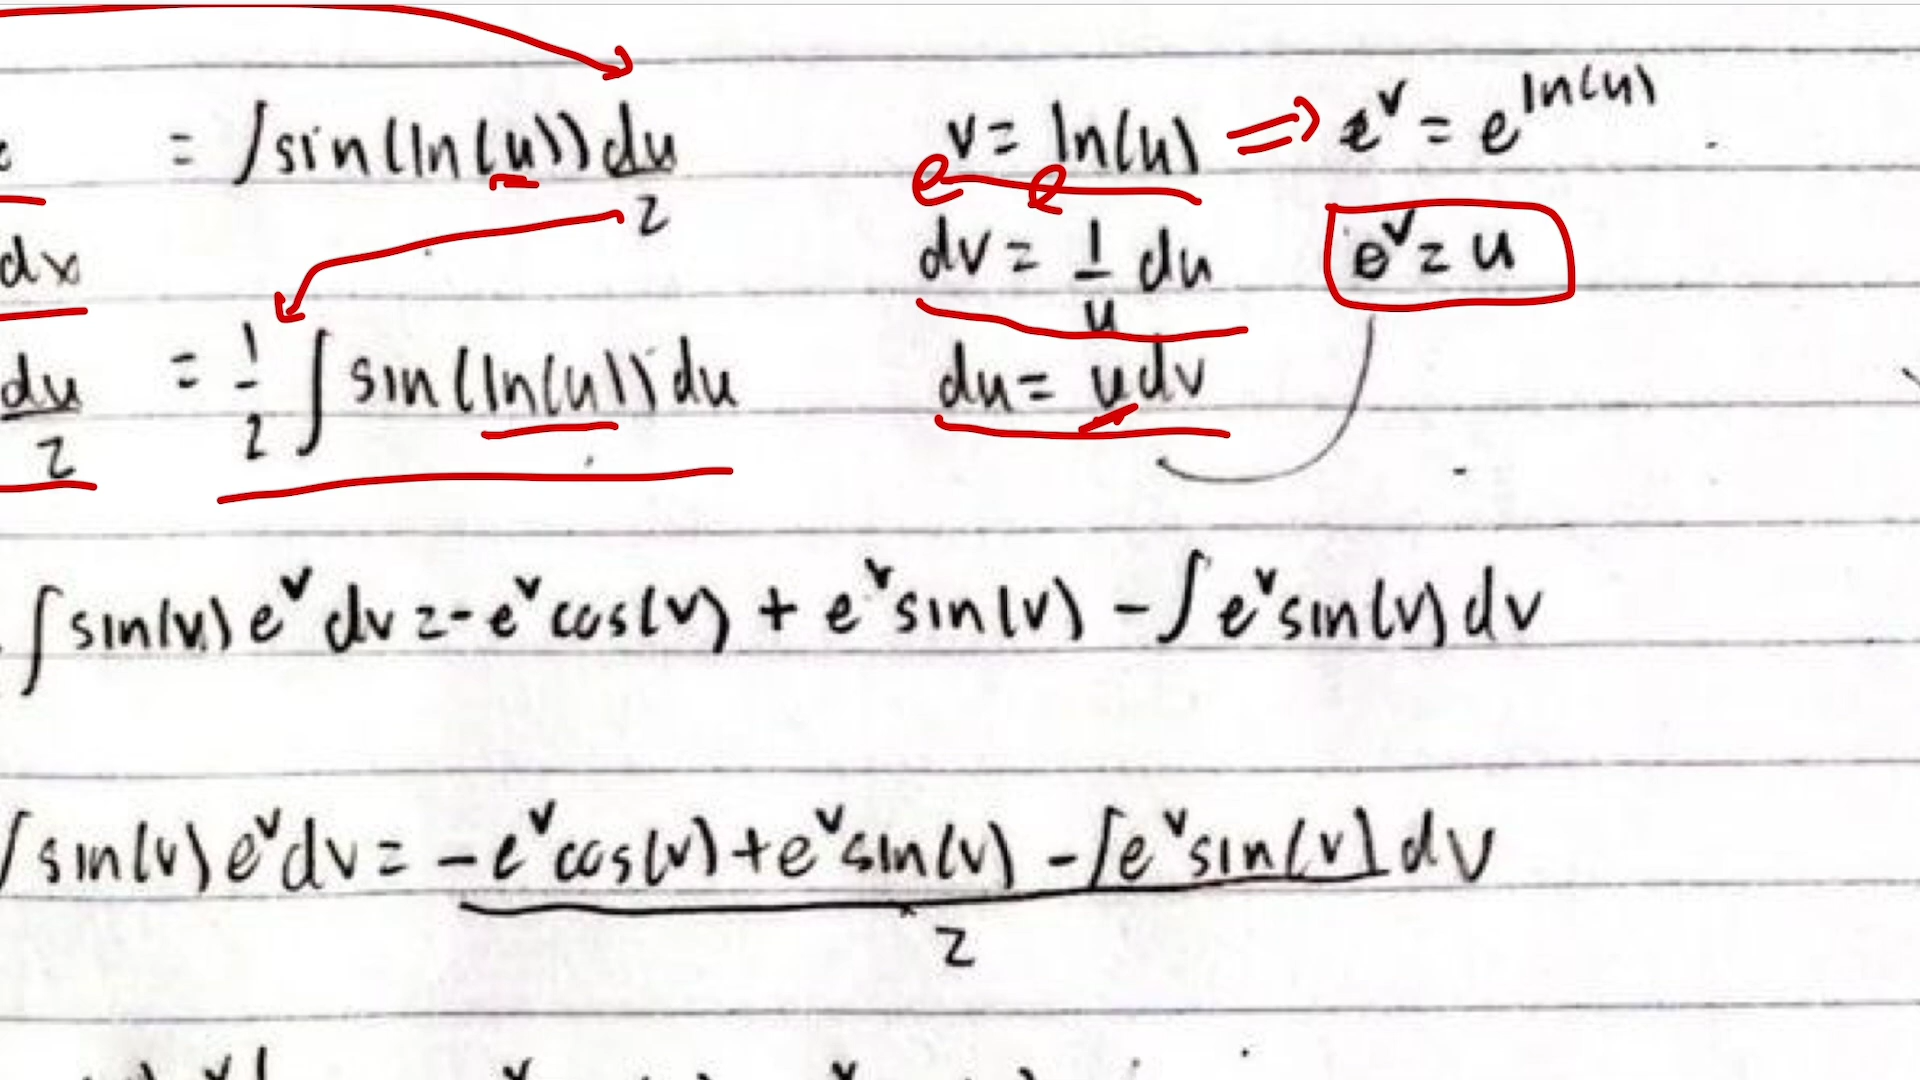 = ∫sin(ln(u)) du/2
v = ln(u) ⇒ e^v = e^ln(u)
e e
dx
dv = 1/u du
e^v = u
du/2
= 1/2 ∫ sin(ln(u)) du
du = u dv
∫ sin(v) e^v dv = -e^v cos(v) + e^v sin(v) - ∫ e^v sin(v) dv
∫ sin(v) e^v dv = (-e^v cos(v) + e^v sin(v) - ∫ e^v sin(v) dv)/2